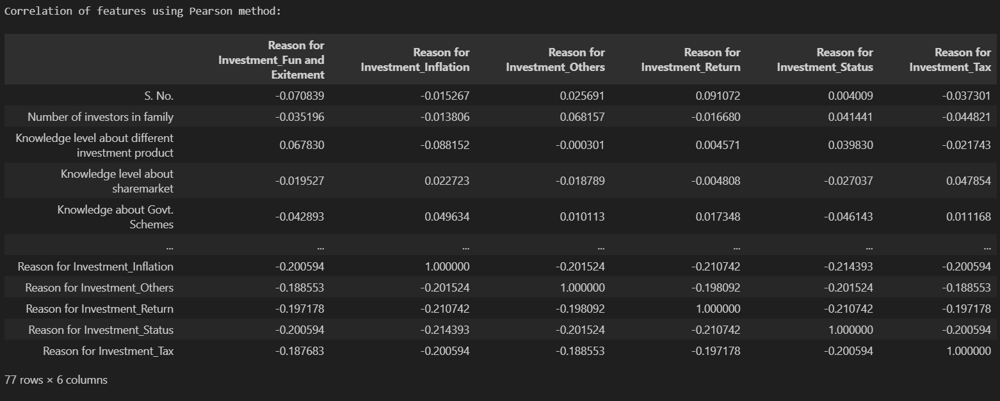 Correlation of features using Pearson method:
Reason for Investment_Fun and Exitement Reason for Investment_Inflation Reason for Investment_Others Reason for Investment_Return Reason for Investment_Status Reason for Investment_Tax
S. No. -0.070839 -0.015267 0.025691 0.091072 0.004009 -0.037301
Number of investors in family -0.035196 -0.013806 0.068157 -0.016680 0.041441 -0.044821
Knowledge level about different investment product 0.067830 -0.088152 -0.000301 0.004571 0.039830 -0.021743
Knowledge level about sharemarket -0.019527 0.022723 -0.018789 -0.004808 -0.027037 0.047854
Knowledge about Govt. Schemes -0.042893 0.049634 0.010113 0.017348 -0.046143 0.011168
... ... ... ... ... ... ...
Reason for Investment_Inflation -0.200594 1.000000 -0.201524 -0.210742 -0.214393 -0.200594
Reason for Investment_Others -0.188553 -0.201524 1.000000 -0.198092 -0.201524 -0.188553
Reason for Investment_Return -0.197178 -0.210742 -0.198092 1.000000 -0.210742 -0.197178
Reason for Investment_Status -0.200594 -0.214393 -0.201524 -0.210742 1.000000 -0.200594
Reason for Investment_Tax -0.187683 -0.200594 -0.188553 -0.197178 -0.200594 1.000000
77 rows × 6 columns